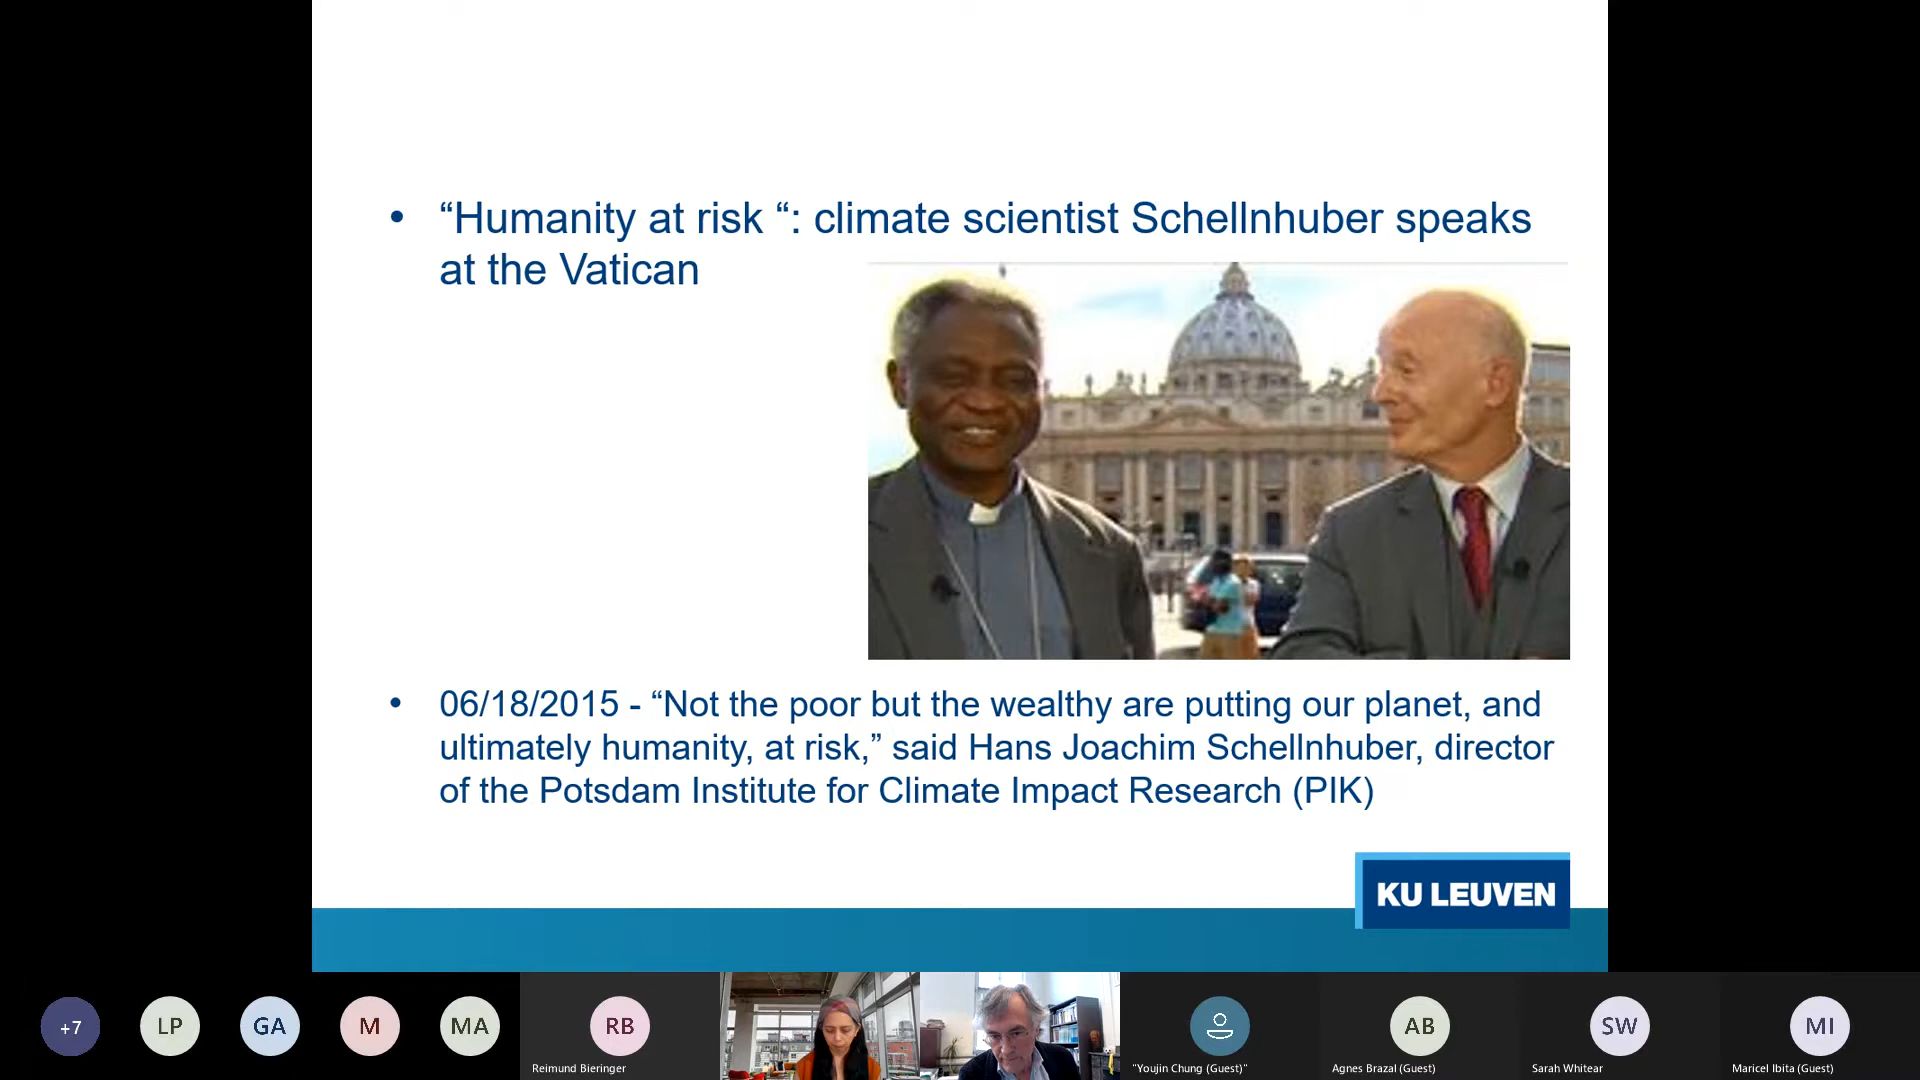 • “Humanity at risk “: climate scientist Schellnhuber speaks
at the Vatican
• 06/18/2015 - “Not the poor but the wealthy are putting our planet, and
ultimately humanity, at risk,” said Hans Joachim Schellnhuber, director
of the Potsdam Institute for Climate Impact Research (PIK)
KU LEUVEN
+7
LP
GA
M
MA
RB
AB
SW
MI
Reimund Bieringer
"Youjin Chung (Guest)"
Agnes Brazal (Guest)
Sarah Whitear
Maricel Ibita (Guest)